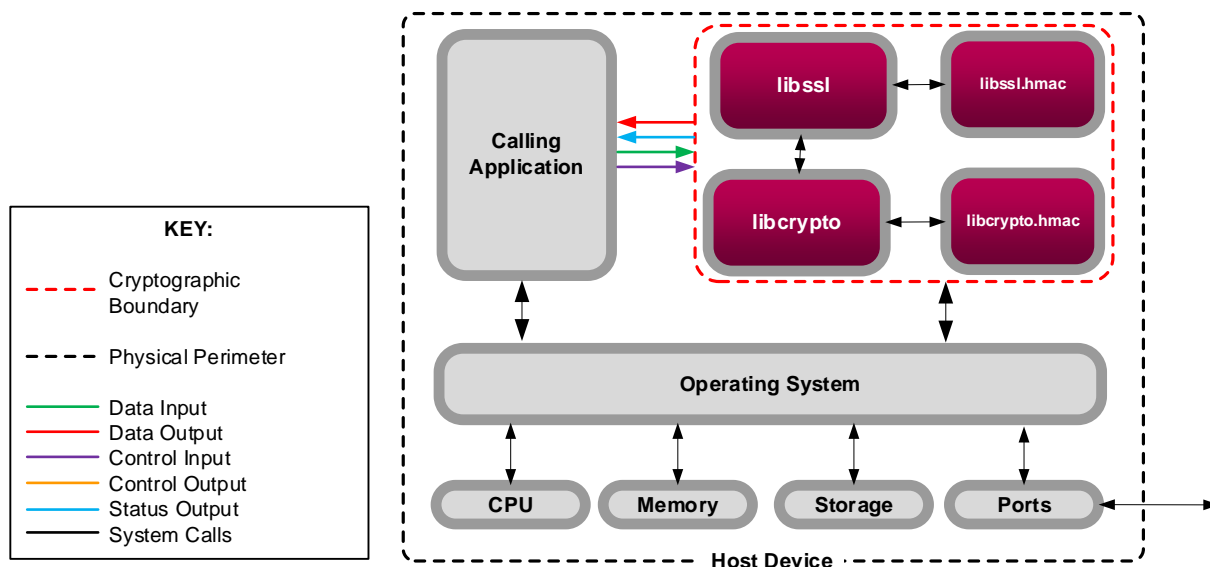 Calling
Application
libssl
libssl.hmac
libcrypto
libcrypto.hmac
KEY:
Cryptographic
Boundary
Physical Perimeter
Data Input
Data Output
Control Input
Control Output
Status Output
System Calls
Operating System
CPU
Memory
Storage
Ports
Host Device